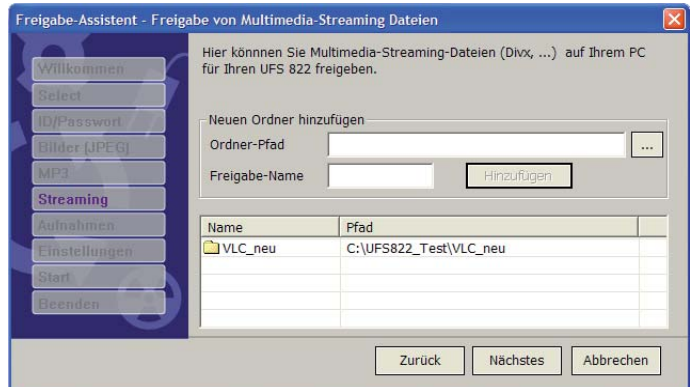 Freigabe-Assistent - Freigabe von Multimedia-Streaming Dateien
Hier könnnen Sie Multimedia-Streaming-Dateien (Divx, ...) auf Ihrem PC
für Ihren UFS 822 freigeben.
Willkommen
Select
ID/Passwort
Bilder [JPEG]
MP3
Streaming
Aufnahmen
Einstellungen
Start
Beenden
Neuen Ordner hinzufügen
Ordner-Pfad
...
Freigabe-Name
Hinzufügen
Name Pfad
VLC_neu C:\UFS822_Test\VLC_neu
Zurück Nächstes Abbrechen